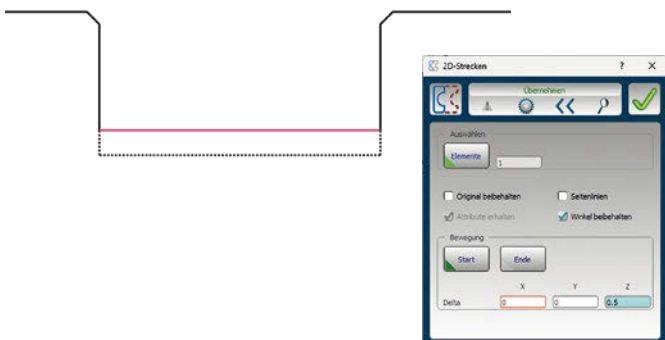 2D-Strecken ? X
Übernehmen
Auswählen
Elemente 1
Original beibehalten Seitenlinien
Attribute erhalten Winkel beibehalten
Bewegung
Start Ende
X Y Z
Delta 0 0 0.5